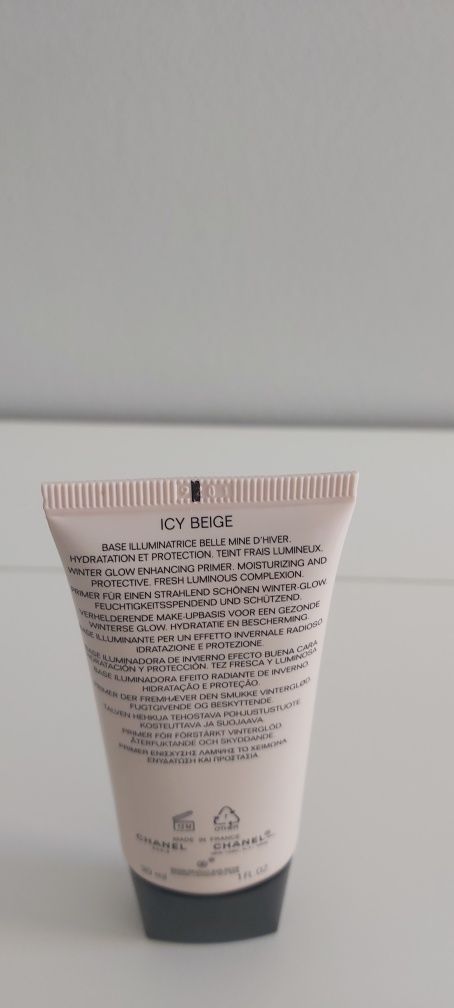 ICY BEIGE
BASE ILLUMINATRICE BELLE MINE D'HIVER.
HYDRATATION ET PROTECTION. TEINT FRAIS LUMINEUX.
WINTER GLOW ENHANCING PRIMER. MOISTURIZING AND
PROTECTIVE. FRESH LUMINOUS COMPLEXION.
PRIMER FÜR EINEN STRAHLEND SCHÖNEN WINTER-GLOW.
FEUCHTIGKEITSSPENDEND UND SCHÜTZEND.
VERHELDERENDE MAKE-UPBASIS VOOR EEN GEZONDE
WINTERSE GLOW. HYDRATATIE EN BESCHERMING.
BASE ILLUMINANTE PER UN EFFETTO INVERNALE RADIOSO
IDRATAZIONE E PROTEZIONE.
BASE ILUMINADORA DE INVIERNO EFECTO BUENA CARA
HIDRATACIÓN Y PROTECCIÓN. TEZ FRESCA Y LUMINOSA
BASE ILUMINADORA EFEITO RADIANTE DE INVERNO.
HIDRATAÇÃO E PROTEÇÃO.
PRIMER DER FREMHÆVER DEN SMUKKE VINTERGLØD.
FUGTGIVENDE OG BESKYTTENDE.
TALVEN HEHKUA TEHOSTAVA POHJUSTUSTUOTE
KOSTEUTTAVA JA SUOJAAVA
PRIMER FÖR FÖRSTÄRKT VINTERGLÖD.
ÅTERFUKTANDE OCH SKYDDANDE.
PRIMER ΕΝΙΣΧΥΣΗΣ ΛΑΜΨΗΣ ΤΟ ΧΕΙΜΩΝΑ
ΕΝΥΔΑΤΩΣΗ ΚΑΙ ΠΡΟΣΤΑΣΙΑ
12M
MADE IN FRANCE
CHANEL CHANEL
PARIS
30 ml 1 FL OZ